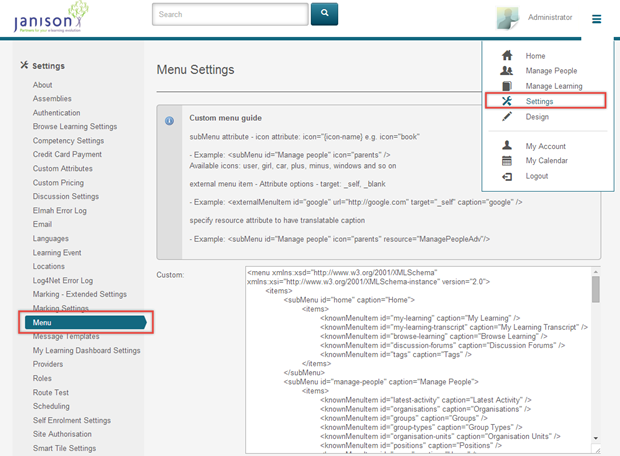 janison
Partners to your e-learning evolution
Search
Administrator
Home
Manage People
Manage Learning
Settings
Design
My Account
My Calendar
Logout
Settings
About
Assemblies
Authentication
Browse Learning Settings
Competency Settings
Credit Card Payment
Custom Attributes
Custom Pricing
Discussion Settings
Elmah Error Log
Email
Languages
Learning Event
Locations
Log4Net Error Log
Marking - Extended Settings
Marking Settings
Menu
Message Templates
My Learning Dashboard Settings
Providers
Roles
Route Test
Scheduling
Self Enrolment Settings
Site Authorisation
Smart Tile Settings
Menu Settings
Custom menu guide
subMenu attribute - icon attribute: icon="{icon-name} e.g. icon="book"
- Example: <subMenu id="Manage people" icon="parents" />
Available icons: user, girl, car, plus, minus, windows and so on
external menu item - Attribute options - target: _self, _blank
- Example: <externalMenuItem id="google" url="http://google.com" target="_self" caption="google" />
specify resource attribute to have translatable caption
- Example: <subMenu id="Manage people" icon="parents" resource="ManagePeopleAdv"/>
Custom:
<menu xmlns:xsd="http://www.w3.org/2001/XMLSchema"
xmlns:xsi="http://www.w3.org/2001/XMLSchema-instance" version="2.0">
<items>
<subMenu id="home" caption="Home">
<items>
<knownMenuItem id="my-learning" caption="My Learning" />
<knownMenuItem id="my-learning-transcript" caption="My Learning Transcript" />
<knownMenuItem id="browse-learning" caption="Browse Learning" />
<knownMenuItem id="discussion-forums" caption="Discussion Forums" />
<knownMenuItem id="tags" caption="Tags" />
</items>
</subMenu>
<subMenu id="manage-people" caption="Manage People">
<items>
<knownMenuItem id="latest-activity" caption="Latest Activity" />
<knownMenuItem id="organisations" caption="Organisations" />
<knownMenuItem id="groups" caption="Groups" />
<knownMenuItem id="group-types" caption="Group Types" />
<knownMenuItem id="organisation-units" caption="Organisation Units" />
<knownMenuItem id="positions" caption="Positions" />